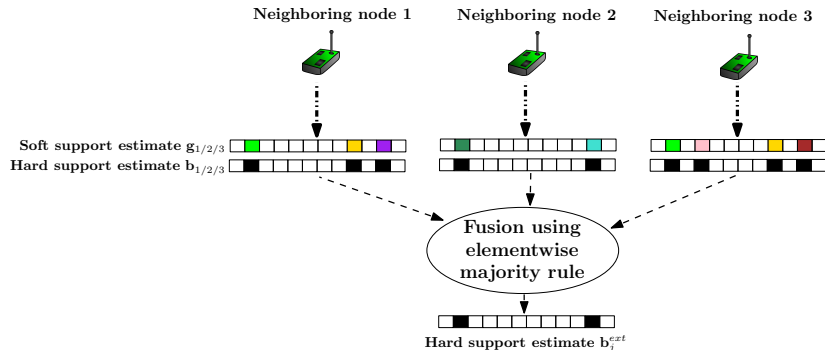 Neighboring node 1
Neighboring node 2
Neighboring node 3
Soft support estimate g1/2/3
Hard support estimate b1/2/3
Fusion using
elementwise
majority rule
Hard support estimate b_i^ext